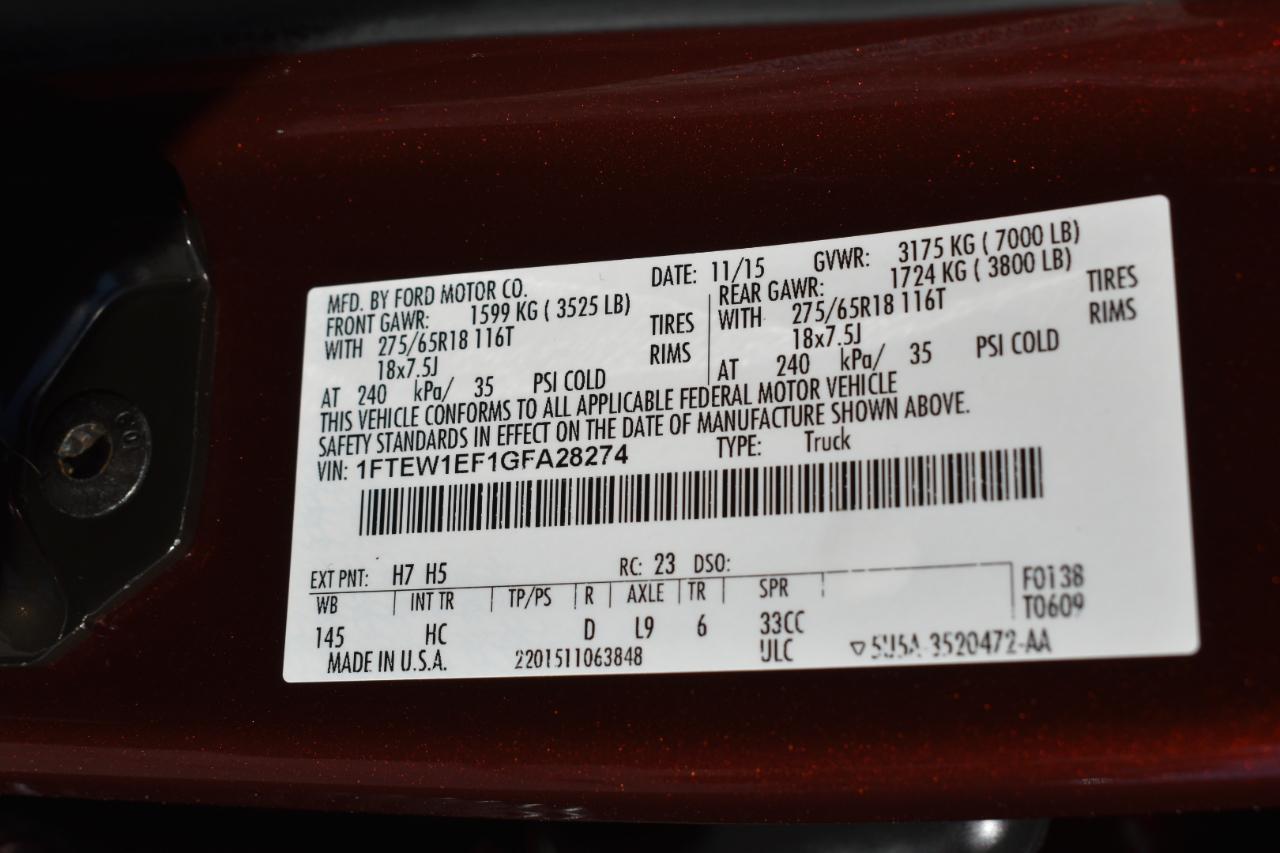 MFD. BY FORD MOTOR CO. DATE: 11/15 GVWR: 3175 KG ( 7000 LB)
FRONT GAWR: 1599 KG ( 3525 LB) REAR GAWR: 1724 KG ( 3800 LB)
WITH 275/65R18 116T TIRES WITH 275/65R18 116T TIRES
18x7.5J RIMS 18x7.5J RIMS
AT 240 kPa/ 35 PSI COLD AT 240 kPa/ 35 PSI COLD
THIS VEHICLE CONFORMS TO ALL APPLICABLE FEDERAL MOTOR VEHICLE
SAFETY STANDARDS IN EFFECT ON THE DATE OF MANUFACTURE SHOWN ABOVE.
VIN: 1FTEW1EF1GFA28274 TYPE: Truck
EXT PNT: H7 H5 RC: 23 DSO:
WB INT TR TP/PS R AXLE TR SPR F0138
T0609
145 HC D L9 6 33CC
MADE IN U.S.A. 2201511063848 ULC 5U5A-3520472-AA